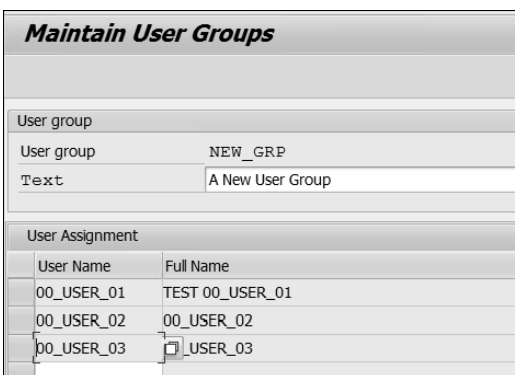 Maintain User Groups
User group
User group NEW_GRP
Text A New User Group
User Assignment
User Name Full Name
00_USER_01 TEST 00_USER_01
00_USER_02 00_USER_02
00_USER_03 _USER_03